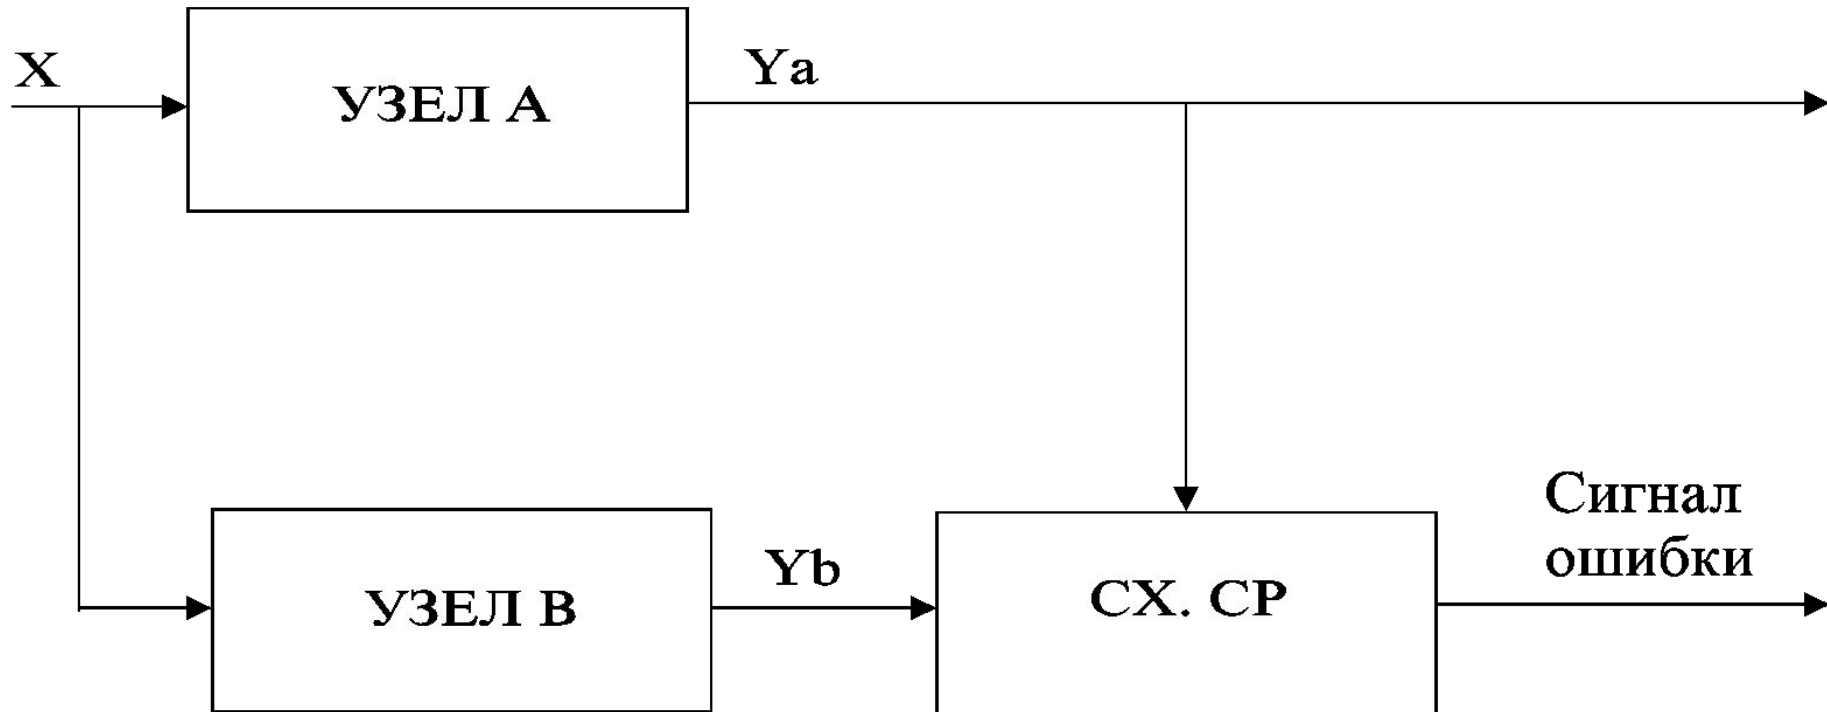 X
УЗЕЛ А
Ya
УЗЕЛ В
Yb
СХ. СР
Сигнал
ошибки